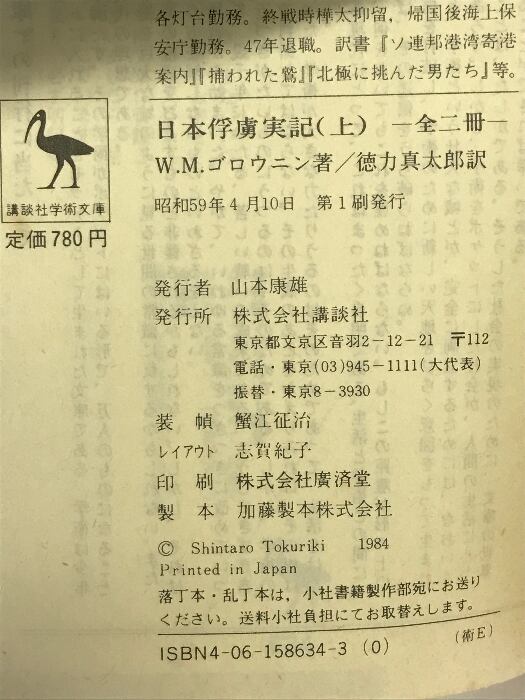 各灯台勤務。終戦時樺太抑留，帰国後海上保
安庁勤務。47年退職。訳書『ソ連邦港湾寄港
案内』『捕われた鷲』『北極に挑んだ男たち』等。
講談社学術文庫
定価780円
日本俘虜実記(上) ―全二冊―
W.M.ゴロウニン著／徳力真太郎訳
昭和59年4月10日 第1刷発行
発行者 山本康雄
発行所 株式会社講談社
東京都文京区音羽2-12-21 〒112
電話・東京(03)945-1111(大代表)
振替・東京8-3930
装 幀 蟹江征治
レイアウト 志賀紀子
印 刷 株式会社廣済堂
製 本 加藤製本株式会社
© Shintaro Tokuriki 1984
Printed in Japan
落丁本・乱丁本は，小社書籍製作部宛にお送り
ください。送料小社負担にてお取替えします。
ISBN4-06-158634-3 (0)
(術E)